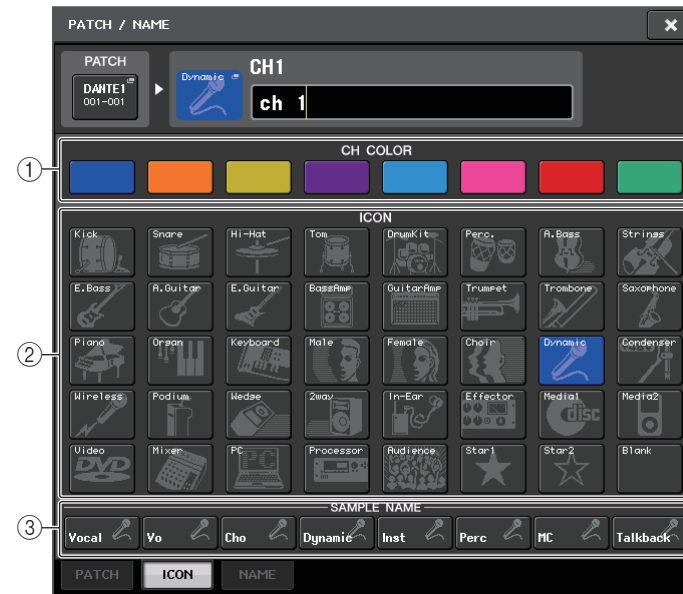 PATCH / NAME
×
PATCH
DANTE1
001-001
Dynamic
CH1
ch 1
① CH COLOR
② ICON
Kick Snare Hi-Hat Tom DrumKit Perc. A.Bass Strings
E.Bass A.Guitar E.Guitar BassAmp GuitarAmp Trumpet Trombone Saxophone
Piano Organ Keyboard Male Female Choir Dynamic Condenser
Wireless Podium Wedge 2way In-Ear Effector Media1 Media2
disc
Video Mixer PC Processor Audience Star1 Star2 Blank
DVD PC
③ SAMPLE NAME
Vocal Vo Cho Dynamic Inst Perc MC Talkback
PATCH ICON NAME